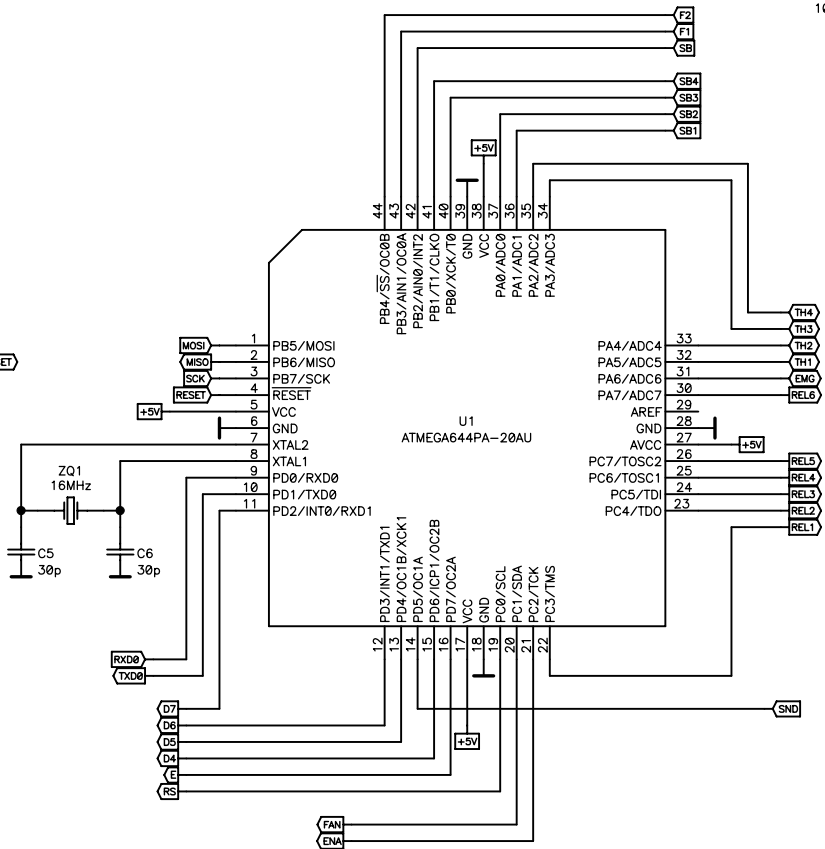 10
F2
F1
SB
SB4
SB3
SB2
SB1
+5V
44 43 42 41 40 39 38 37 36 35 34
PB4/SS/OC0B
PB3/AIN1/OC0A
PB2/AIN0/INT2
PB1/T1/CLKO
PB0/XCK/T0
GND
VCC
PA0/ADC0
PA1/ADC1
PA2/ADC2
PA3/ADC3
TH4
TH3
MOSI 1 PB5/MOSI PA4/ADC4 33 TH2
MISO 2 PB6/MISO PA5/ADC5 32 TH1
ET
SCK 3 PB7/SCK PA6/ADC6 31 EMG
RESET 4 RESET PA7/ADC7 30 REL6
+5V 5 VCC AREF 29
6 GND GND 28
7 XTAL2 AVCC 27 +5V
8 XTAL1 PC7/TOSC2 26 REL5
9 PD0/RXD0 PC6/TOSC1 25 REL4
10 PD1/TXD0 PC5/TDI 24 REL3
11 PD2/INT0/RXD1 PC4/TDO 23 REL2
REL1
U1
ATMEGA644PA-20AU
ZQ1
16MHz
C5
30p
C6
30p
PD3/INT1/TXD1
PD4/OC1B/XCK1
PD5/OC1A
PD6/ICP1/OC2B
PD7/OC2A
VCC
GND
PC0/SCL
PC1/SDA
PC2/TCK
PC3/TMS
12 13 14 15 16 17 18 19 20 21 22
RXD0
TXD0
D7
SND
D6
D5
+5V
D4
E
RS
FAN
ENA